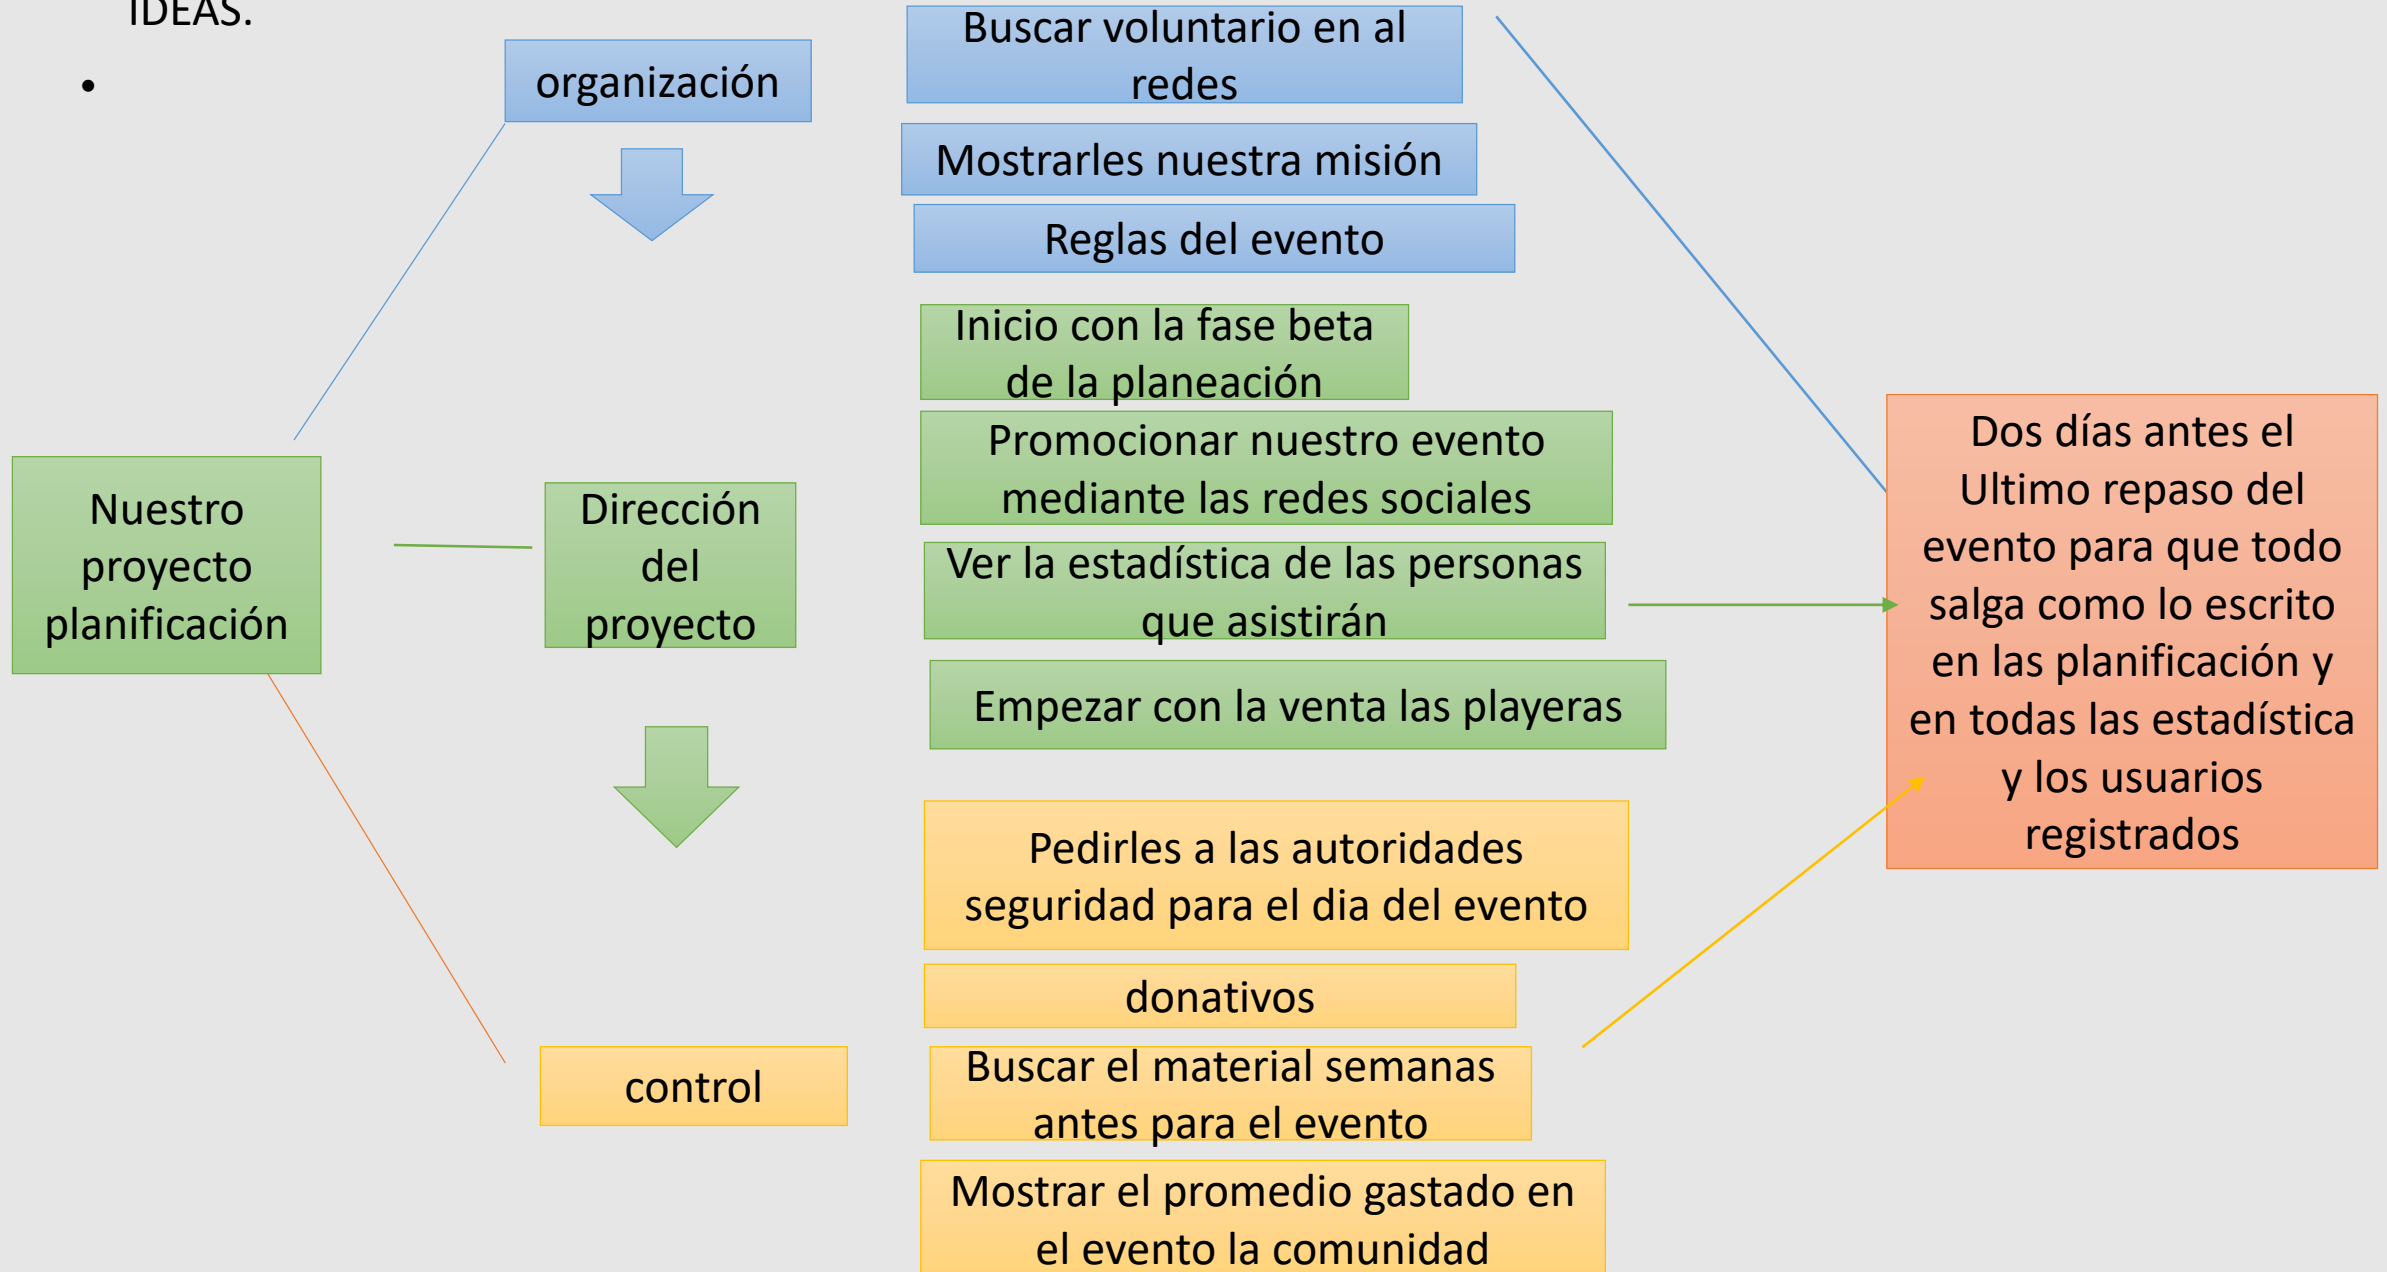 IDEAS.
•
organización
Buscar voluntario en al
redes
Mostrarles nuestra misión
Reglas del evento
Nuestro
proyecto
planificación
Dirección
del
proyecto
Inicio con la fase beta
de la planeación
Promocionar nuestro evento
mediante las redes sociales
Ver la estadística de las personas
que asistirán
Empezar con la venta las playeras
control
Pedirles a las autoridades
seguridad para el dia del evento
donativos
Buscar el material semanas
antes para el evento
Mostrar el promedio gastado en
el evento la comunidad
Dos días antes el
Ultimo repaso del
evento para que todo
salga como lo escrito
en las planificación y
en todas las estadística
y los usuarios
registrados